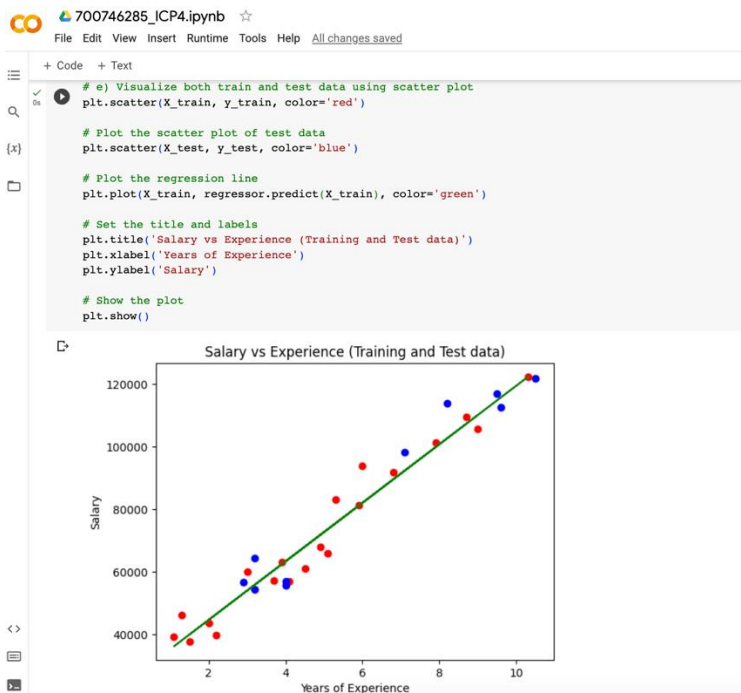 700746285_ICP4.ipynb
File Edit View Insert Runtime Tools Help All changes saved
+ Code + Text
0s
{x}
# e) Visualize both train and test data using scatter plot
plt.scatter(X_train, y_train, color='red')
# Plot the scatter plot of test data
plt.scatter(X_test, y_test, color='blue')
# Plot the regression line
plt.plot(X_train, regressor.predict(X_train), color='green')
# Set the title and labels
plt.title('Salary vs Experience (Training and Test data)')
plt.xlabel('Years of Experience')
plt.ylabel('Salary')
# Show the plot
plt.show()
Salary vs Experience (Training and Test data)
120000
100000
80000
60000
40000
Salary
2 4 6 8 10
Years of Experience